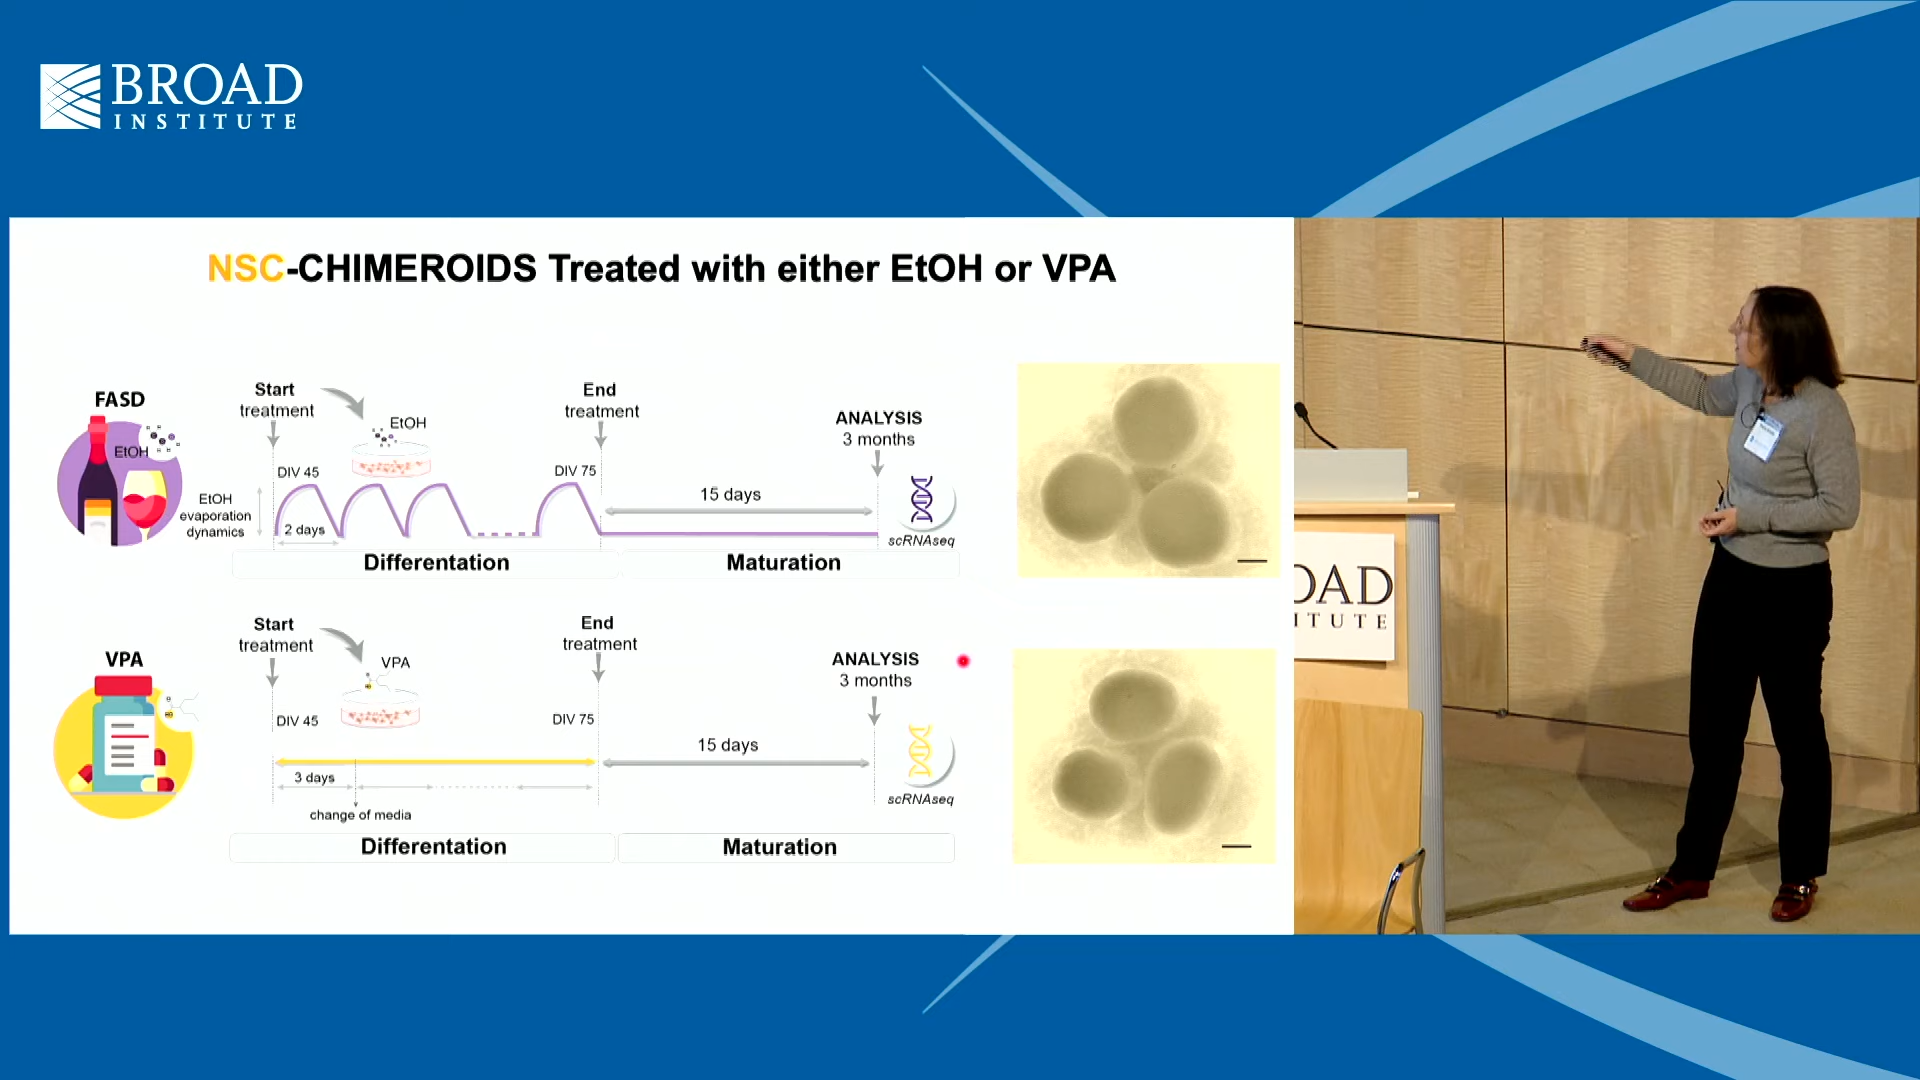 BROAD
INSTITUTE
NSC-CHIMEROIDS Treated with either EtOH or VPA
FASD
EtOH
Start
treatment
EtOH
End
treatment
ANALYSIS
3 months
DIV 45
DIV 75
EtOH
evaporation
dynamics
2 days
15 days
scRNAseq
Differentation
Maturation
VPA
Start
treatment
VPA
End
treatment
ANALYSIS
3 months
DIV 45
DIV 75
15 days
3 days
change of media
scRNAseq
Differentation
Maturation
OAD
ITUTE